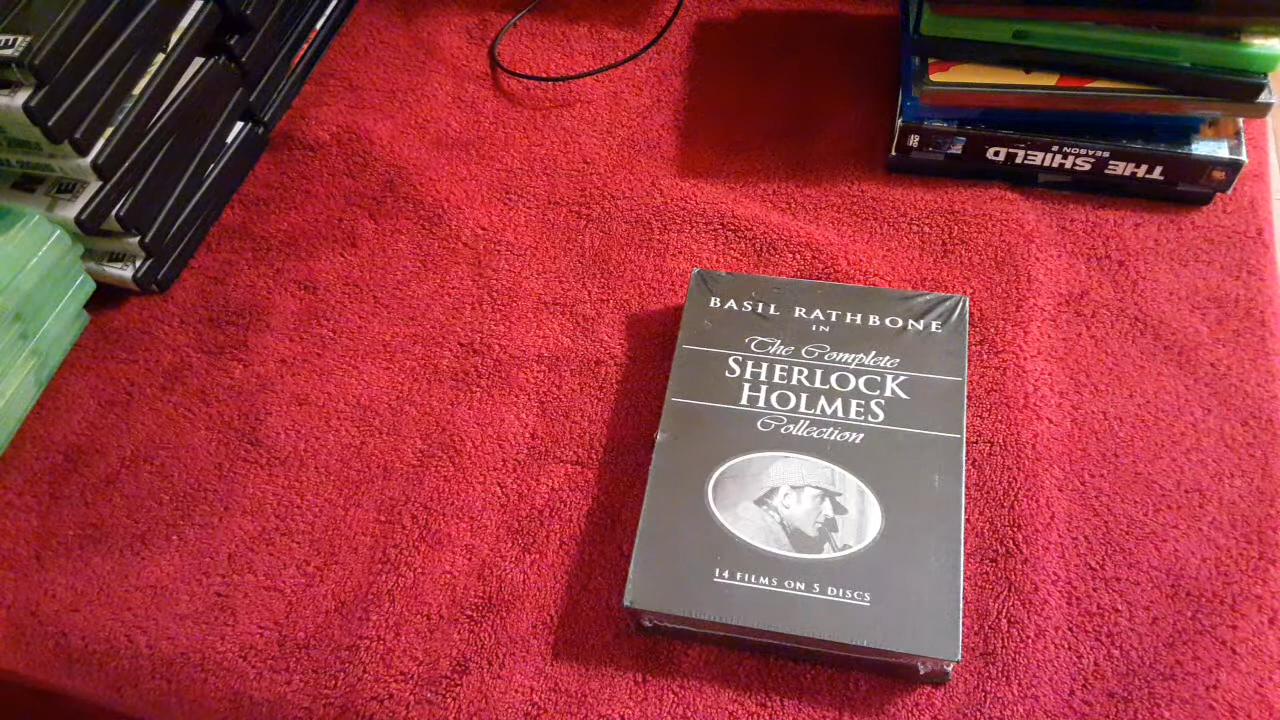 THE SHIELD
SEASON 2
BASIL RATHBONE
IN
The Complete
SHERLOCK
HOLMES
Collection
14 FILMS ON 5 DISCS